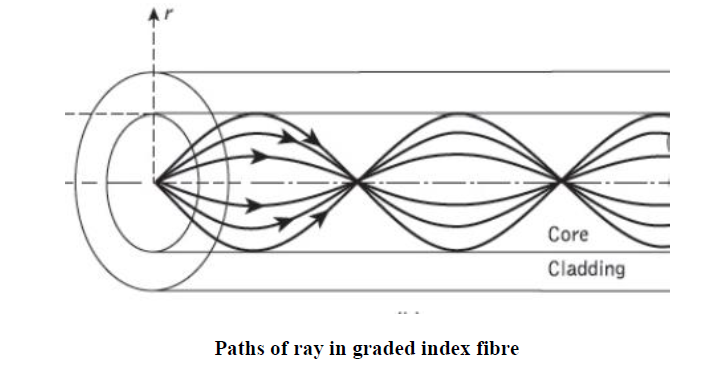 r
Core
Cladding
Paths of ray in graded index fibre